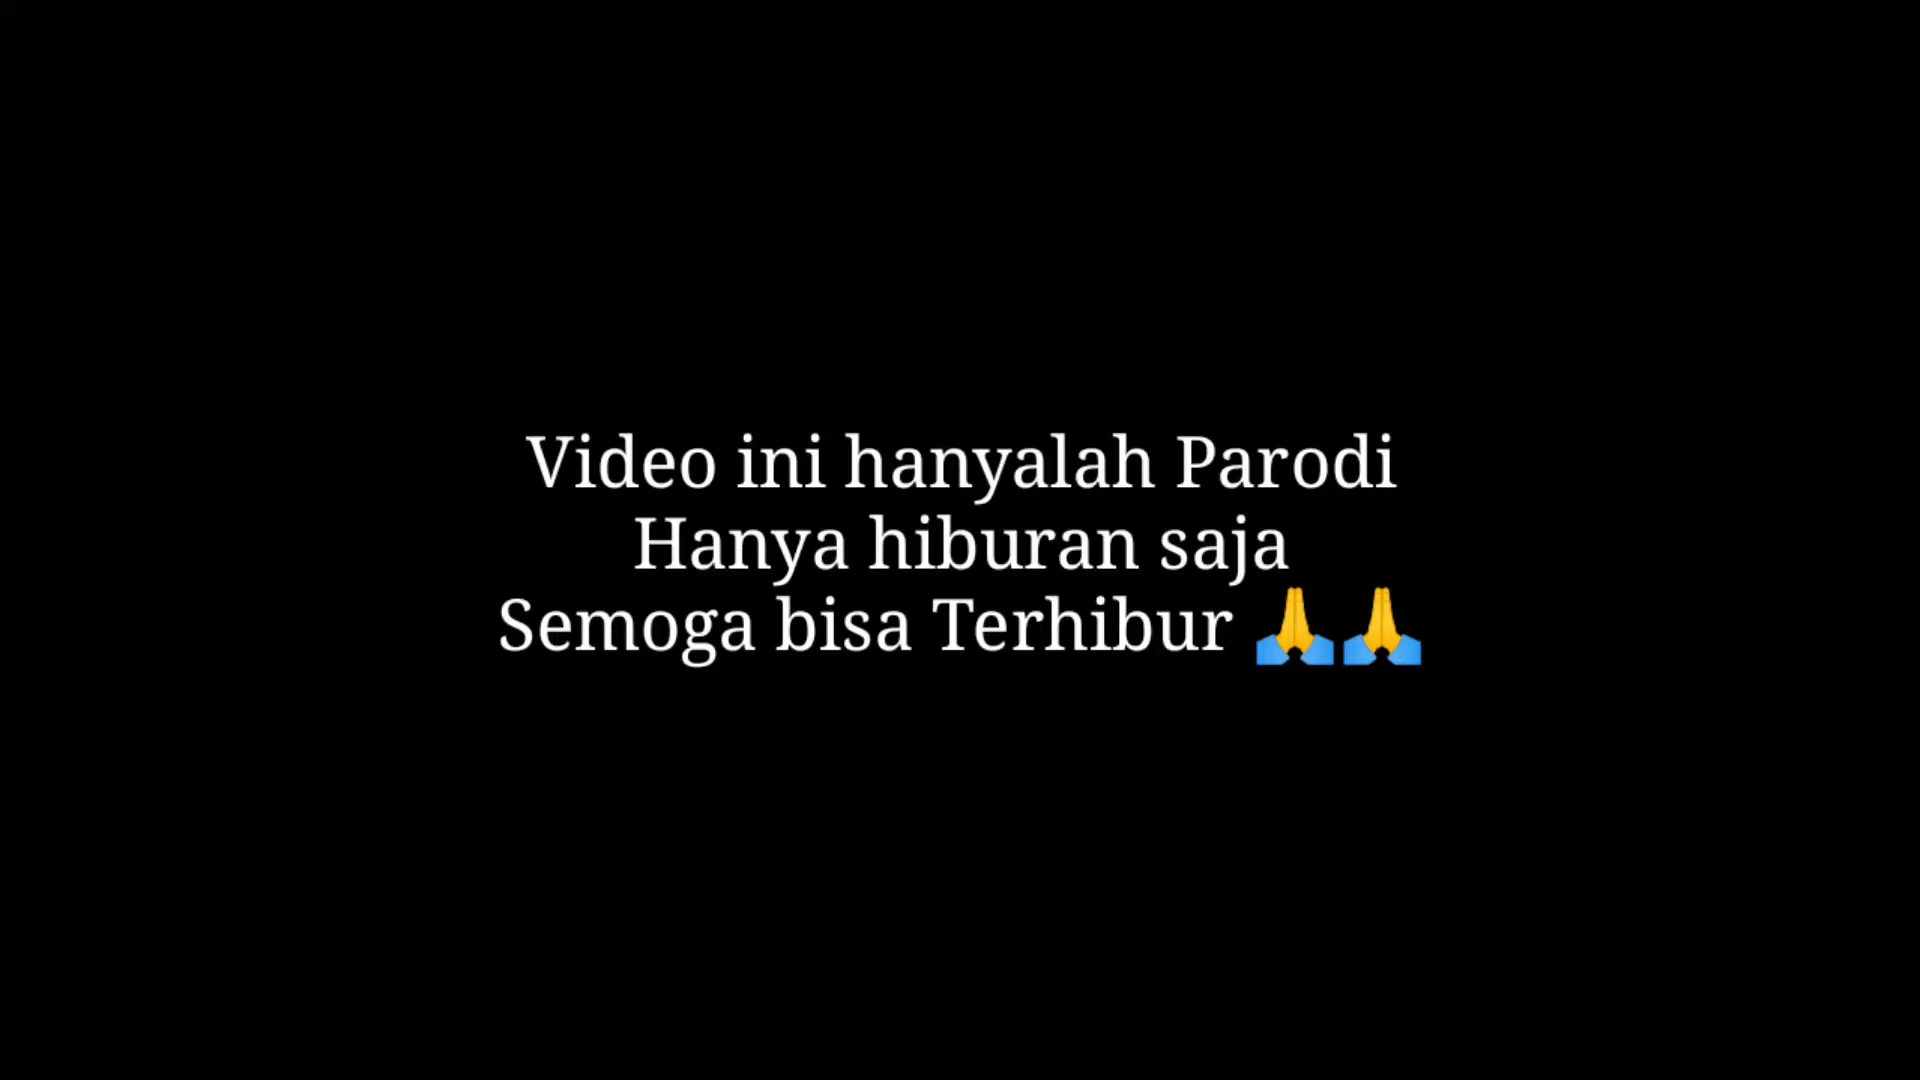 Video ini hanyalah Parodi
Hanya hiburan saja
Semoga bisa Terhibur 🙏🙏